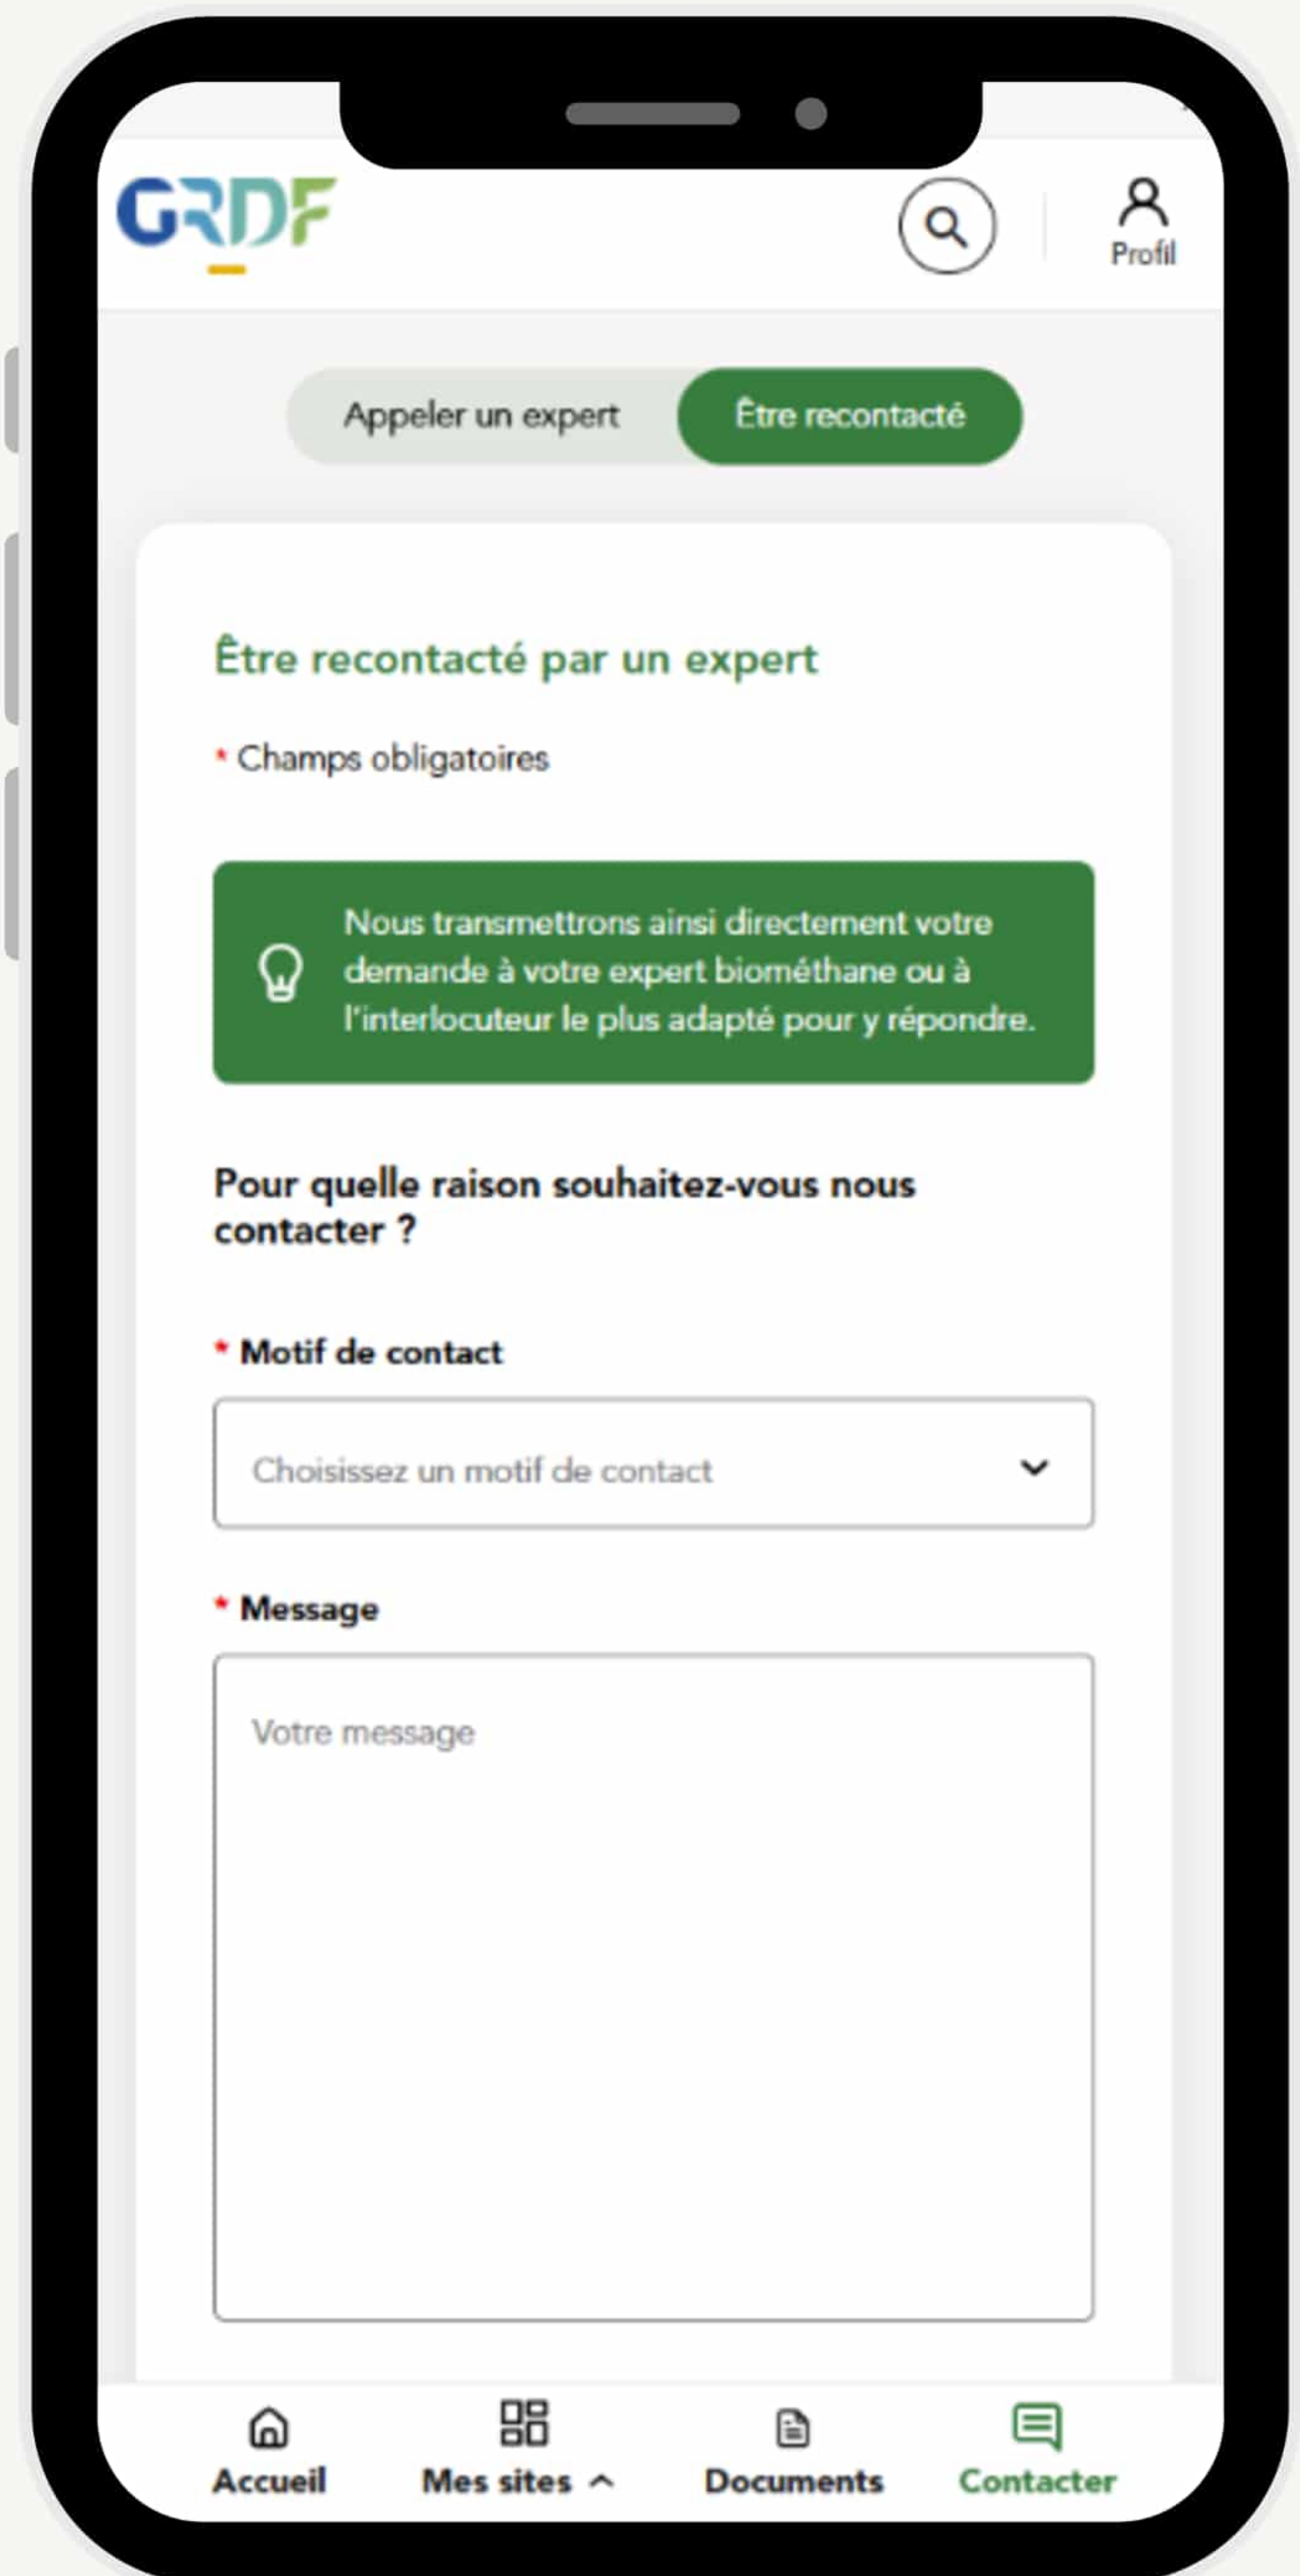 GRDF
Profil
Appeler un expert
Être recontacté
Être recontacté par un expert
* Champs obligatoires
Nous transmettrons ainsi directement votre
demande à votre expert biométhane ou à
l'interlocuteur le plus adapté pour y répondre.
Pour quelle raison souhaitez-vous nous
contacter ?
* Motif de contact
Choisissez un motif de contact
* Message
Votre message
Accueil
Mes sites
Documents
Contacter